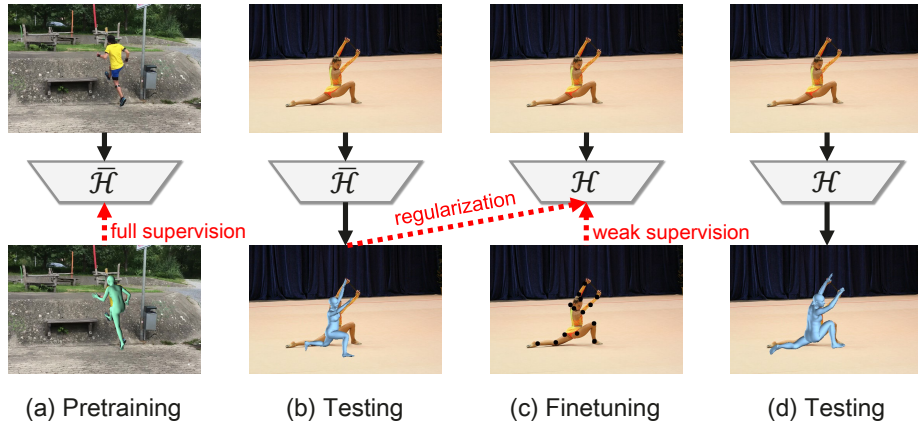 H̅
H̅
H
H
full supervision
regularization
weak supervision
(a) Pretraining
(b) Testing
(c) Finetuning
(d) Testing